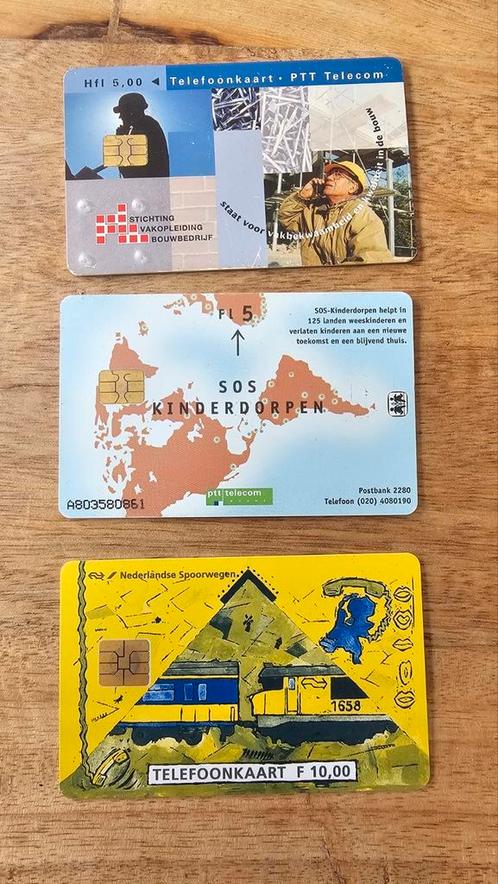 Hfl 5,00 ◄ Telefoonkaart · PTT Telecom
staat voor vakbekwaamheid en kwaliteit in de bouw
STICHTING
VAKOPLEIDING
BOUWBEDRIJF
Fl 5
SOS-Kinderdorpen helpt in
125 landen weeskinderen en
verlaten kinderen aan een nieuwe
toekomst en een blijvend thuis.
SOS
KINDERDORPEN
ptt telecom
A803580861
Postbank 2280
Telefoon (020) 4080190
Nederlandse Spoorwegen
1658
TELEFOONKAART F 10,00